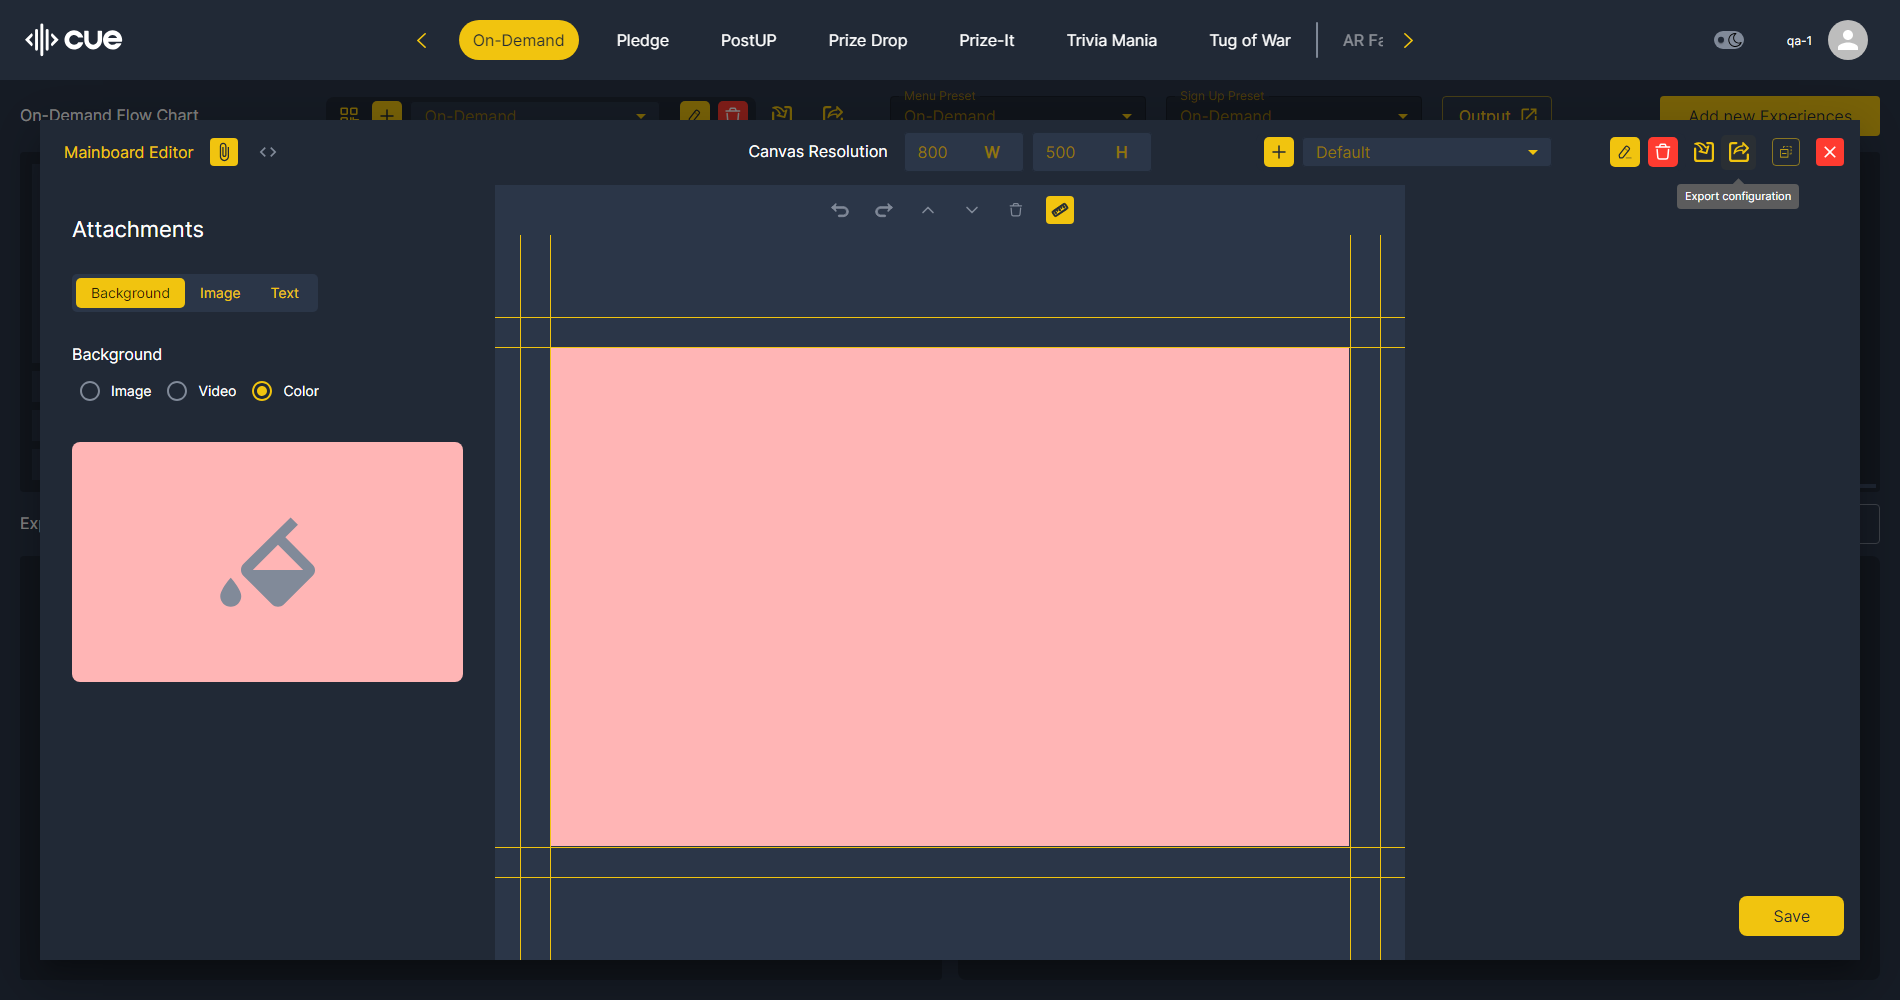 cue
On-Demand
Pledge
PostUP
Prize Drop
Prize-It
Trivia Mania
Tug of War
AR Fa
qa-1
On-Demand Flow Chart
On-Demand
Menu Preset
On-Demand
Sign Up Preset
On-Demand
Output
Add new Experiences
Mainboard Editor
Canvas Resolution
800 W
500 H
Default
Export configuration
Attachments
Background
Image
Text
Background
Image
Video
Color
Exp
Save